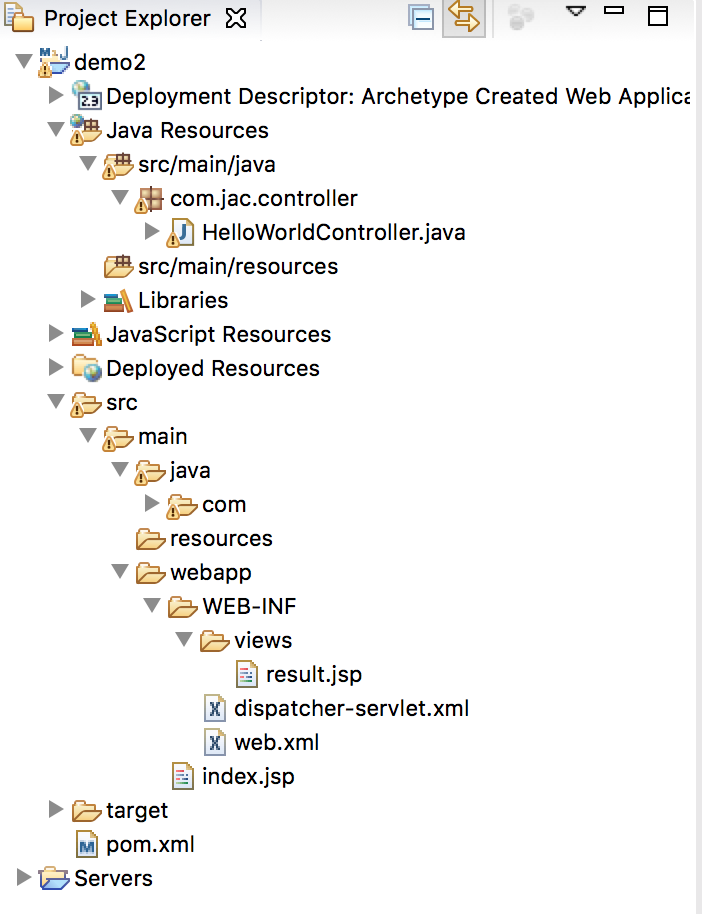 Project Explorer
demo2
2.3 Deployment Descriptor: Archetype Created Web Applica
Java Resources
src/main/java
com.jac.controller
HelloWorldController.java
src/main/resources
Libraries
JavaScript Resources
Deployed Resources
src
main
java
com
resources
webapp
WEB-INF
views
result.jsp
dispatcher-servlet.xml
web.xml
index.jsp
target
pom.xml
Servers